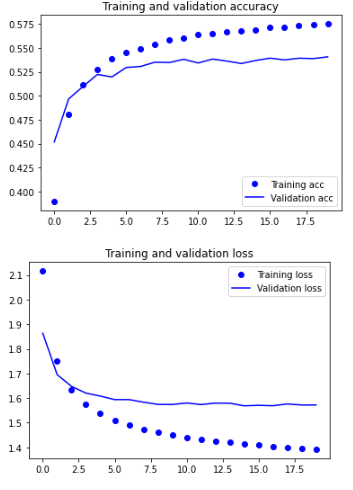 Training and validation accuracy
0.575
0.550
0.525
0.500
0.475
0.450
0.425
0.400
Training acc
Validation acc
0.0 2.5 5.0 7.5 10.0 12.5 15.0 17.5
Training and validation loss
2.1
2.0
1.9
1.8
1.7
1.6
1.5
1.4
Training loss
Validation loss
0.0 2.5 5.0 7.5 10.0 12.5 15.0 17.5